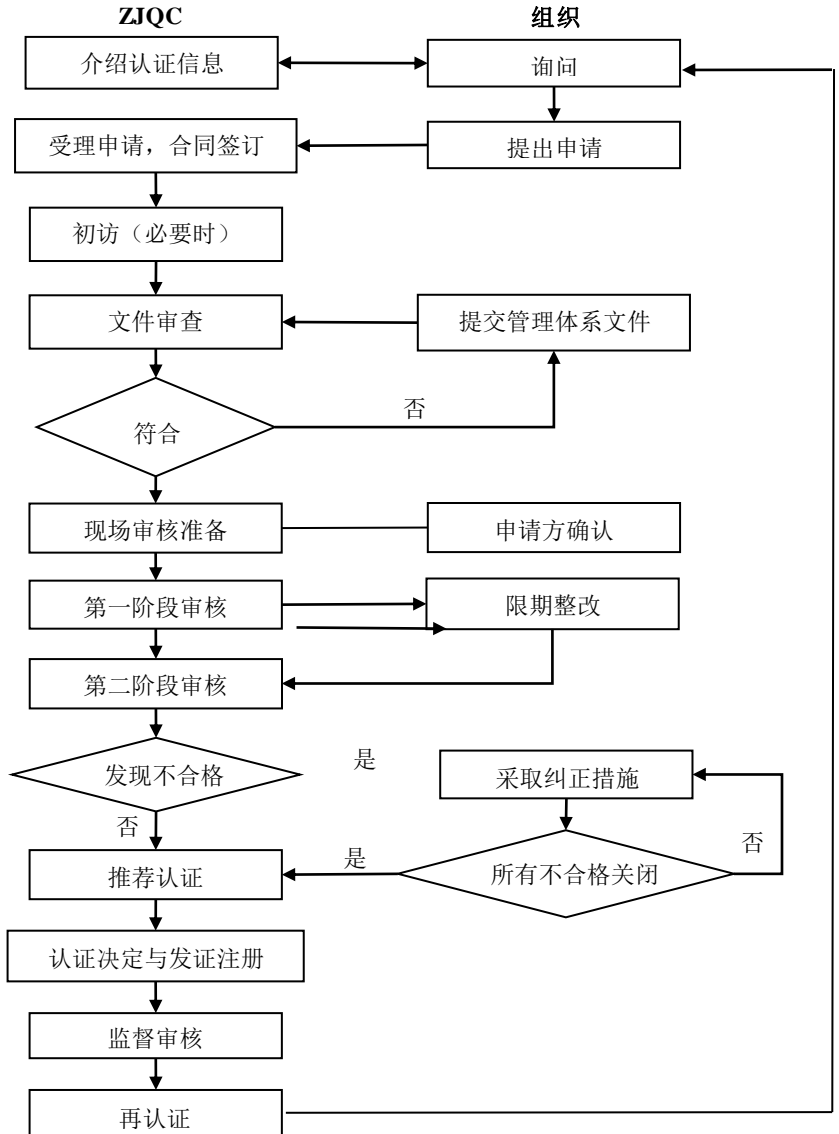 ZJQC
组织
介绍认证信息
询问
受理申请，合同签订
提出申请
初访（必要时）
文件审查
提交管理体系文件
否
符合
现场审核准备
申请方确认
第一阶段审核
限期整改
第二阶段审核
发现不合格
是
采取纠正措施
否
是
否
推荐认证
所有不合格关闭
认证决定与发证注册
监督审核
再认证